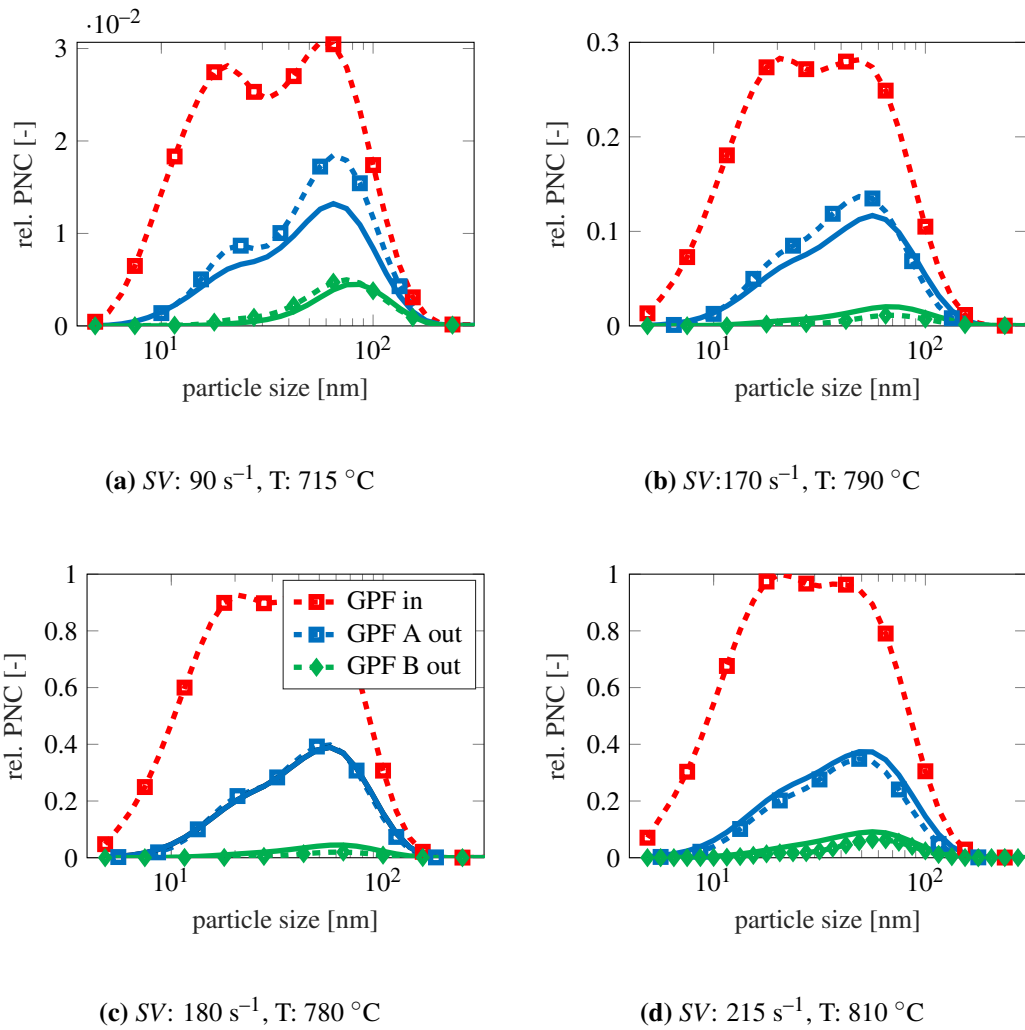 ·10⁻²
3
2
1
0
rel. PNC [-]
10¹ 10²
particle size [nm]
(a) SV: 90 s⁻¹, T: 715 °C
0.3
0.2
0.1
0
rel. PNC [-]
10¹ 10²
particle size [nm]
(b) SV:170 s⁻¹, T: 790 °C
1
0.8
0.6
0.4
0.2
0
rel. PNC [-]
GPF in
GPF A out
GPF B out
10¹ 10²
particle size [nm]
(c) SV: 180 s⁻¹, T: 780 °C
1
0.8
0.6
0.4
0.2
0
rel. PNC [-]
10¹ 10²
particle size [nm]
(d) SV: 215 s⁻¹, T: 810 °C